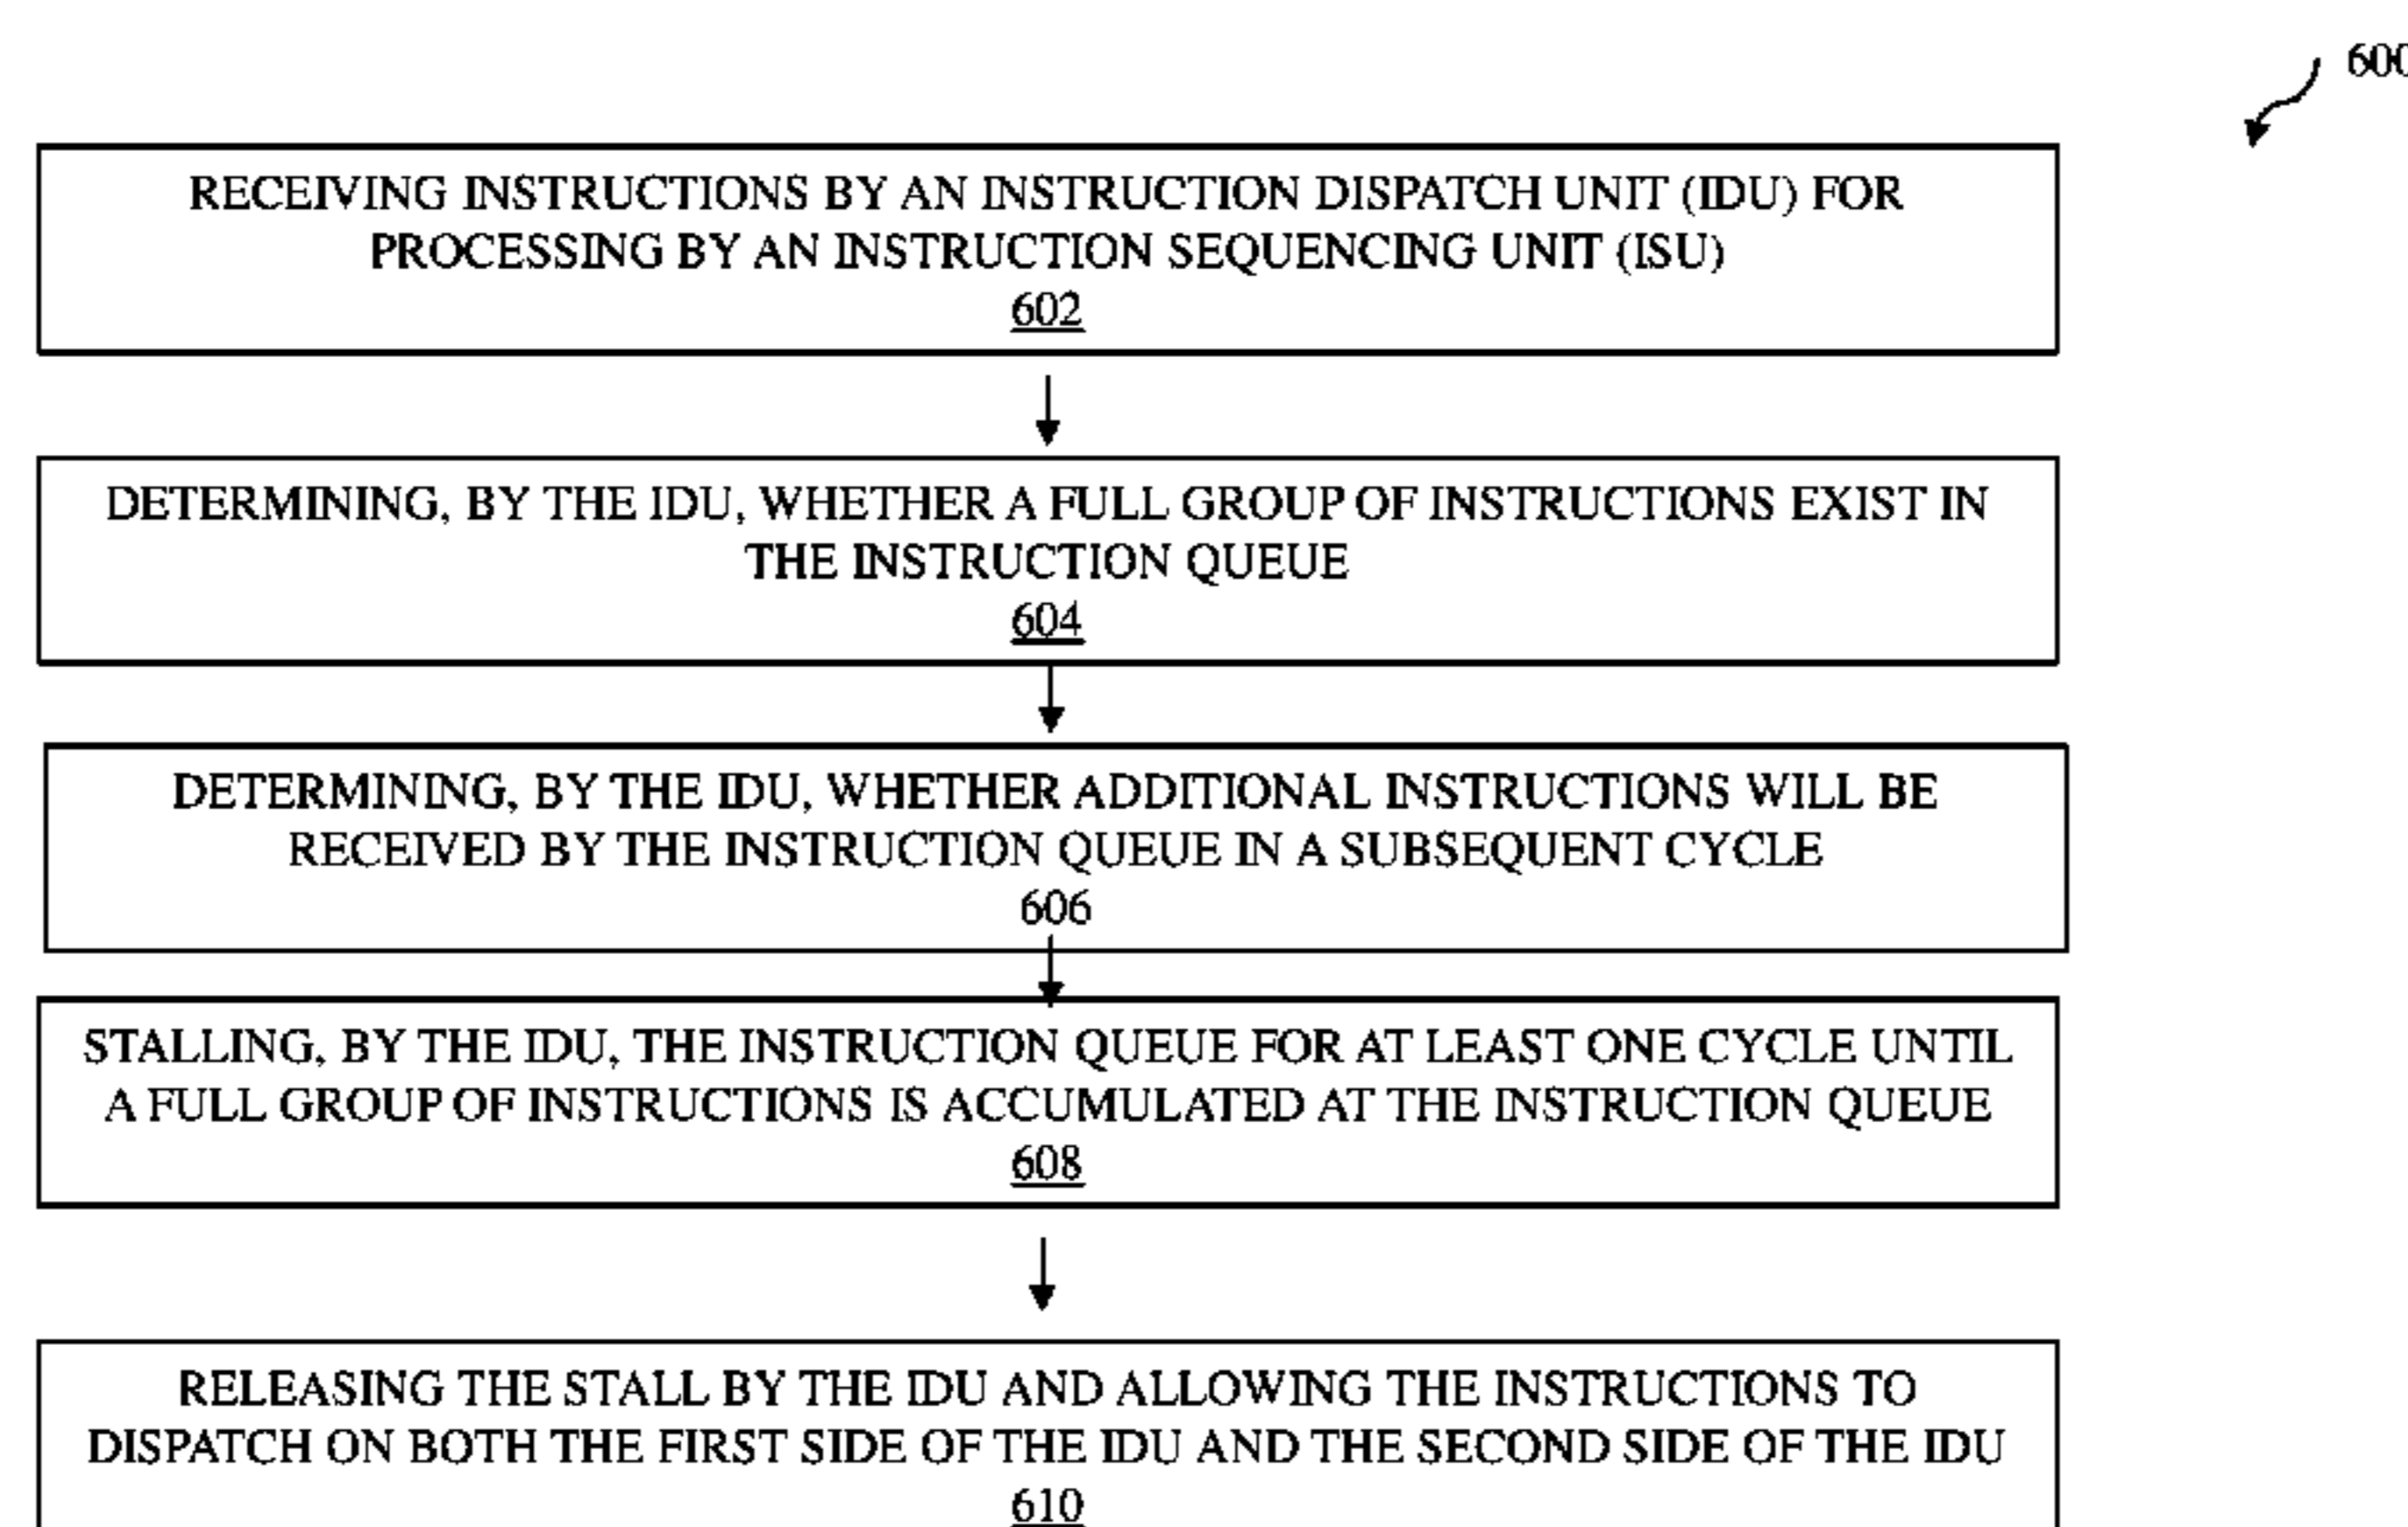 600
RECEIVING INSTRUCTIONS BY AN INSTRUCTION DISPATCH UNIT (IDU) FOR
PROCESSING BY AN INSTRUCTION SEQUENCING UNIT (ISU)
602
DETERMINING, BY THE IDU, WHETHER A FULL GROUP OF INSTRUCTIONS EXIST IN
THE INSTRUCTION QUEUE
604
DETERMINING, BY THE IDU, WHETHER ADDITIONAL INSTRUCTIONS WILL BE
RECEIVED BY THE INSTRUCTION QUEUE IN A SUBSEQUENT CYCLE
606
STALLING, BY THE IDU, THE INSTRUCTION QUEUE FOR AT LEAST ONE CYCLE UNTIL
A FULL GROUP OF INSTRUCTIONS IS ACCUMULATED AT THE INSTRUCTION QUEUE
608
RELEASING THE STALL BY THE IDU AND ALLOWING THE INSTRUCTIONS TO
DISPATCH ON BOTH THE FIRST SIDE OF THE IDU AND THE SECOND SIDE OF THE IDU
610